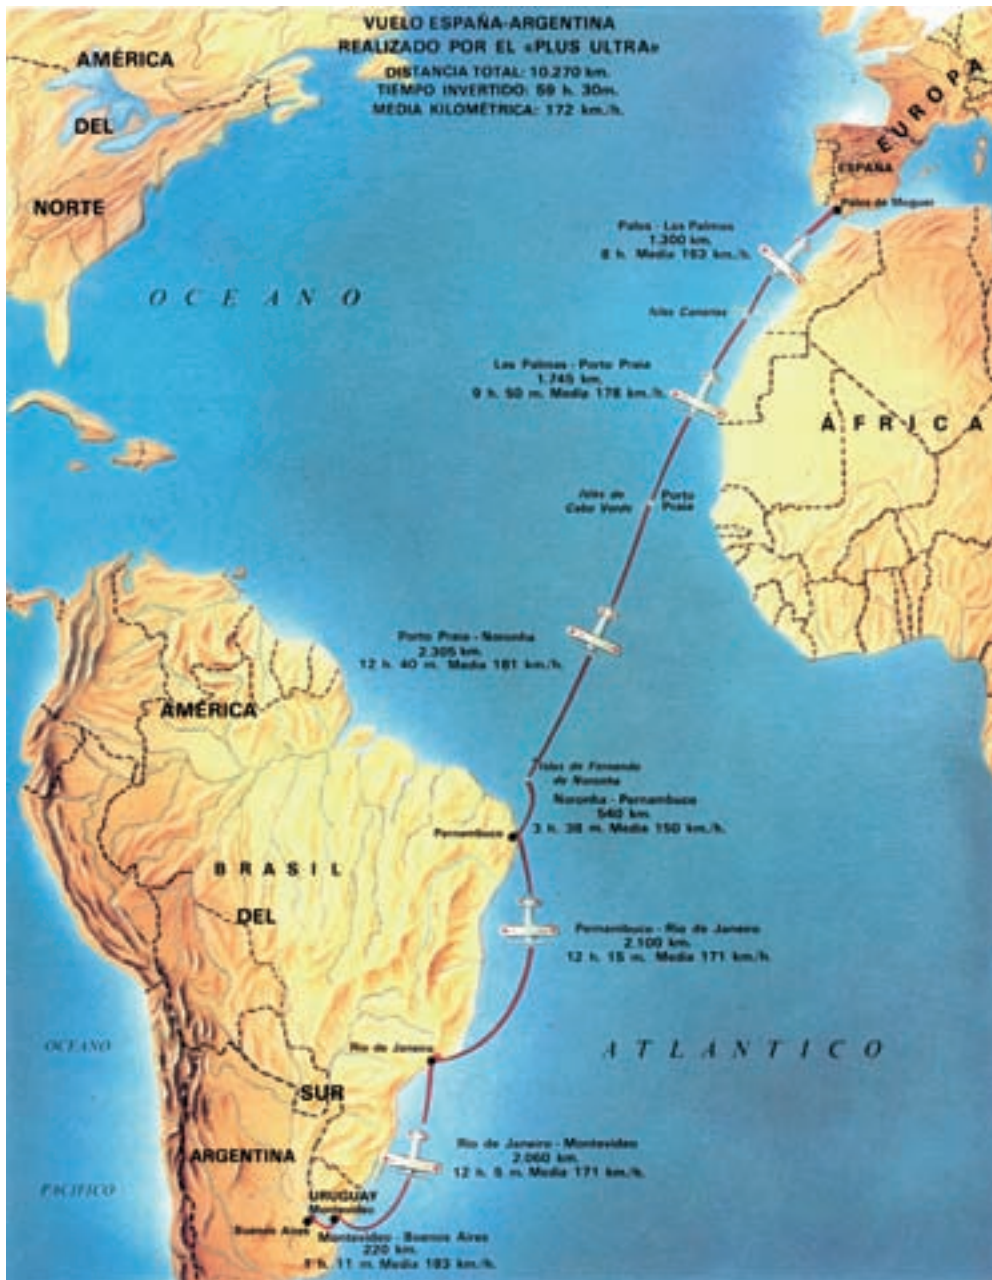 VUELO ESPAÑA-ARGENTINA
REALIZADO POR EL «PLUS ULTRA»
DISTANCIA TOTAL: 10.270 km.
TIEMPO INVERTIDO: 59 h. 30m.
MEDIA KILOMÉTRICA: 172 km/h.
AMÉRICA
DEL
NORTE
EUROPA
ESPAÑA
Palos de Moguer
Palos - Las Palmas
1.300 km.
8 h. Media 163 km./h.
OCEANO
Islas Canarias
Las Palmas - Porto Praia
1.745 km.
9 h. 50 m. Media 178 km./h.
ÁFRICA
Islas de
Cabo Verde
Porto
Praia
Porto Praia - Noronha
2.305 km.
12 h. 40 m. Media 181 km./h.
AMÉRICA
Islas de Fernando
de Noronha
Noronha - Pernambuco
540 km.
3 h. 38 m. Media 150 km./h.
Pernambuco
BRASIL
DEL
Pernambuco - Rio de Janeiro
2.100 km.
12 h. 15 m. Media 171 km./h.
OCEANO
Rio de Janeiro
ATLÁNTICO
SUR
ARGENTINA
Rio de Janeiro - Montevideo
2.060 km.
12 h. 5 m. Media 171 km./h.
PACIFICO
URUGUAY
Montevideo
Buenos Aires
Montevideo - Buenos Aires
220 km.
1 h. 11 m. Media 183 km./h.